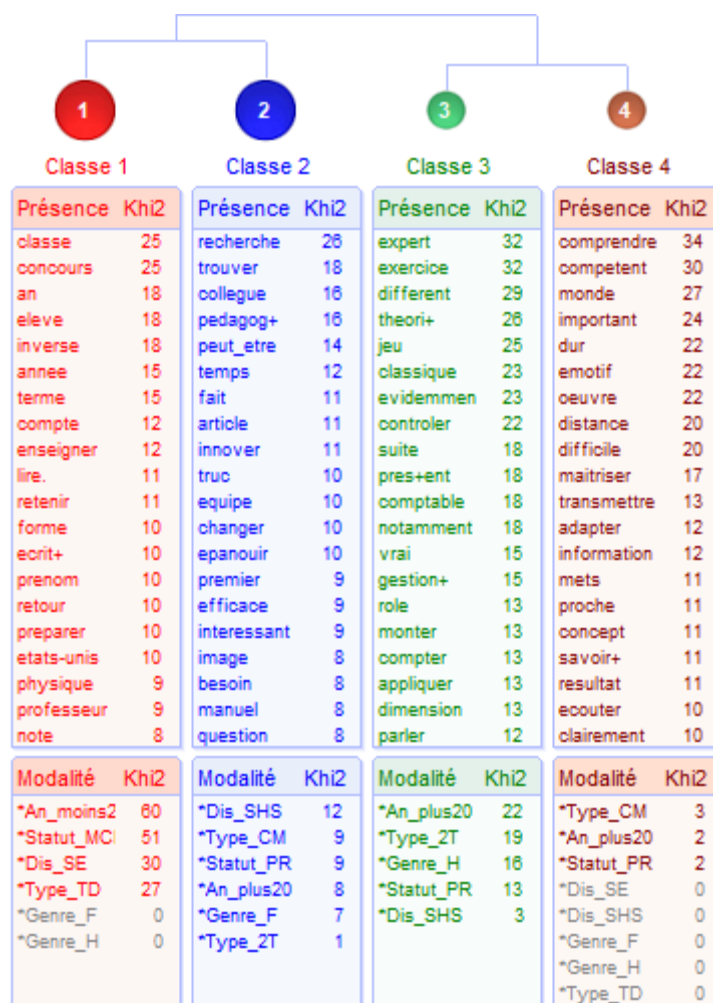 1 2 3 4
Classe 1 Classe 2 Classe 3 Classe 4
Présence Khi2 Présence Khi2 Présence Khi2 Présence Khi2
classe 25 recherche 26 expert 32 comprendre 34
concours 25 trouver 18 exercice 32 competent 30
an 18 collegue 16 different 29 monde 27
eleve 18 pedagog+ 16 theori+ 26 important 24
inverse 18 peut_etre 14 jeu 25 dur 22
annee 15 temps 12 classique 23 emotif 22
terme 15 fait 11 evidemmen 23 oeuvre 22
compte 12 article 11 controler 22 distance 20
enseigner 12 innover 11 suite 18 difficile 20
lire. 11 truc 10 pres+ent 18 maitriser 17
retenir 11 equipe 10 comptable 18 transmettre 13
forme 10 changer 10 notamment 18 adapter 12
ecrit+ 10 epanouir 10 vrai 15 information 12
prenom 10 premier 9 gestion+ 15 mets 11
retour 10 efficace 9 role 13 proche 11
preparer 10 interessant 9 monter 13 concept 11
etats-unis 10 image 8 compter 13 savoir+ 11
physique 9 besoin 8 appliquer 13 resultat 11
professeur 9 manuel 8 dimension 13 ecouter 10
note 8 question 8 parler 12 clairement 10
Modalité Khi2 Modalité Khi2 Modalité Khi2 Modalité Khi2
*An_moins2 60 *Dis_SHS 12 *An_plus20 22 *Type_CM 3
*Statut_MC 51 *Type_CM 9 *Type_2T 19 *An_plus20 2
*Dis_SE 30 *Statut_PR 9 *Genre_H 16 *Statut_PR 2
*Type_TD 27 *An_plus20 8 *Statut_PR 13 *Dis_SE 0
*Genre_F 0 *Genre_F 7 *Dis_SHS 3 *Dis_SHS 0
*Genre_H 0 *Type_2T 1 *Genre_F 0
*Genre_H 0
*Type_TD 0